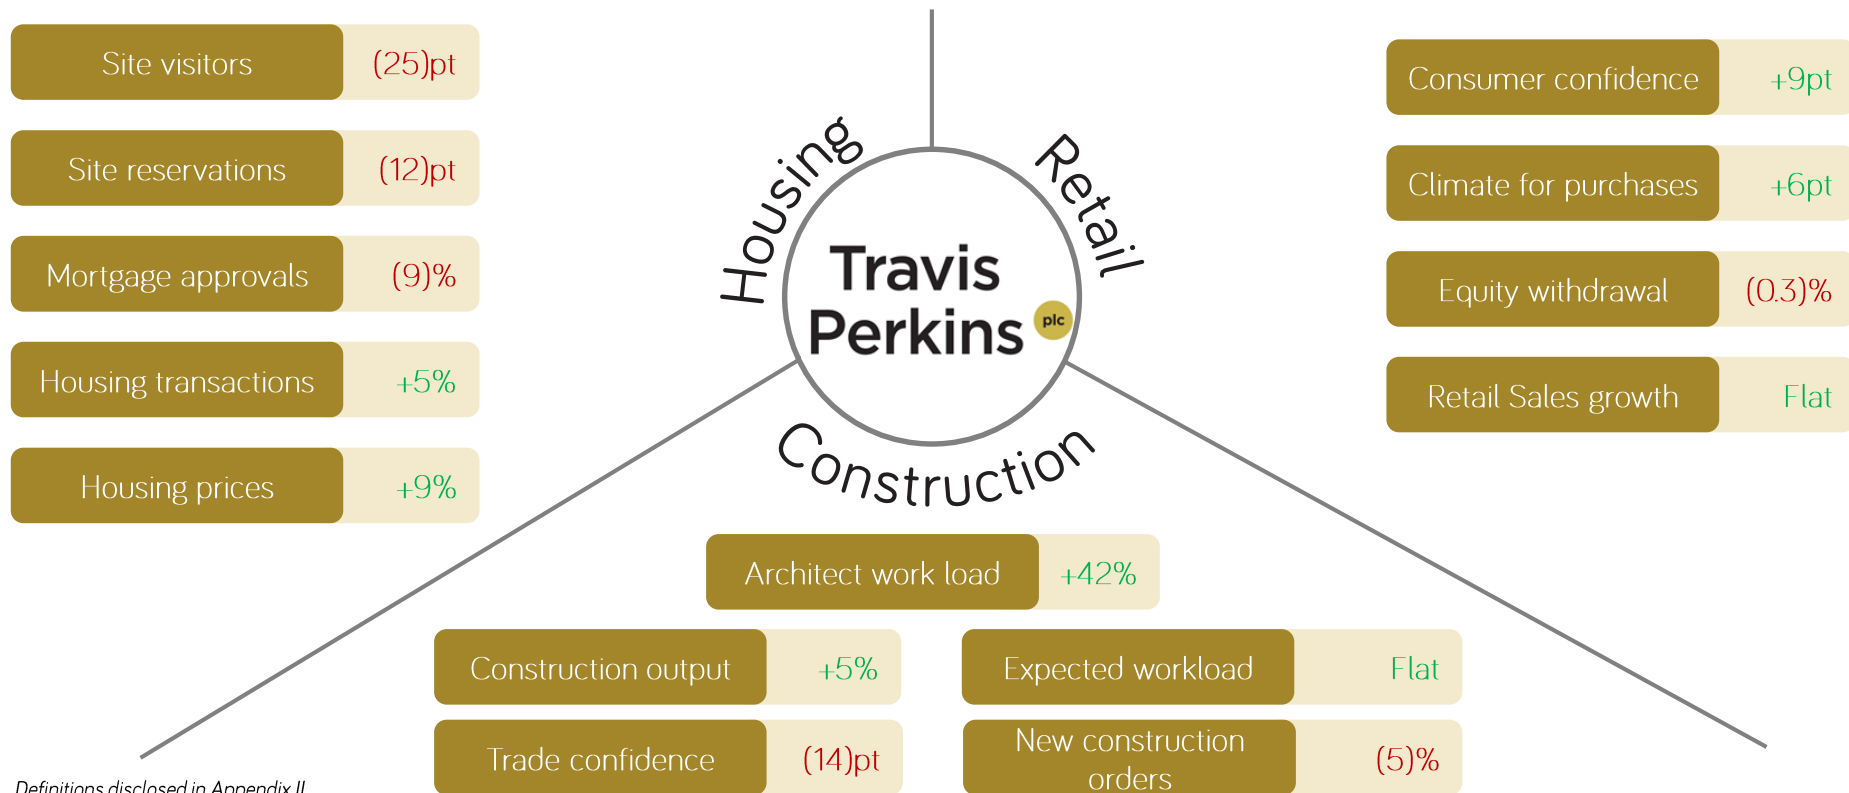 Site visitors (25)pt
Site reservations (12)pt
Mortgage approvals (9)%
Housing transactions +5%
Housing prices +9%
Housing
Retail
Travis
Perkins plc
Construction
Consumer confidence +9pt
Climate for purchases +6pt
Equity withdrawal (0.3)%
Retail Sales growth Flat
Architect work load +42%
Construction output +5%
Expected workload Flat
Trade confidence (14)pt
New construction
orders (5)%
Definitions disclosed in Appendix II